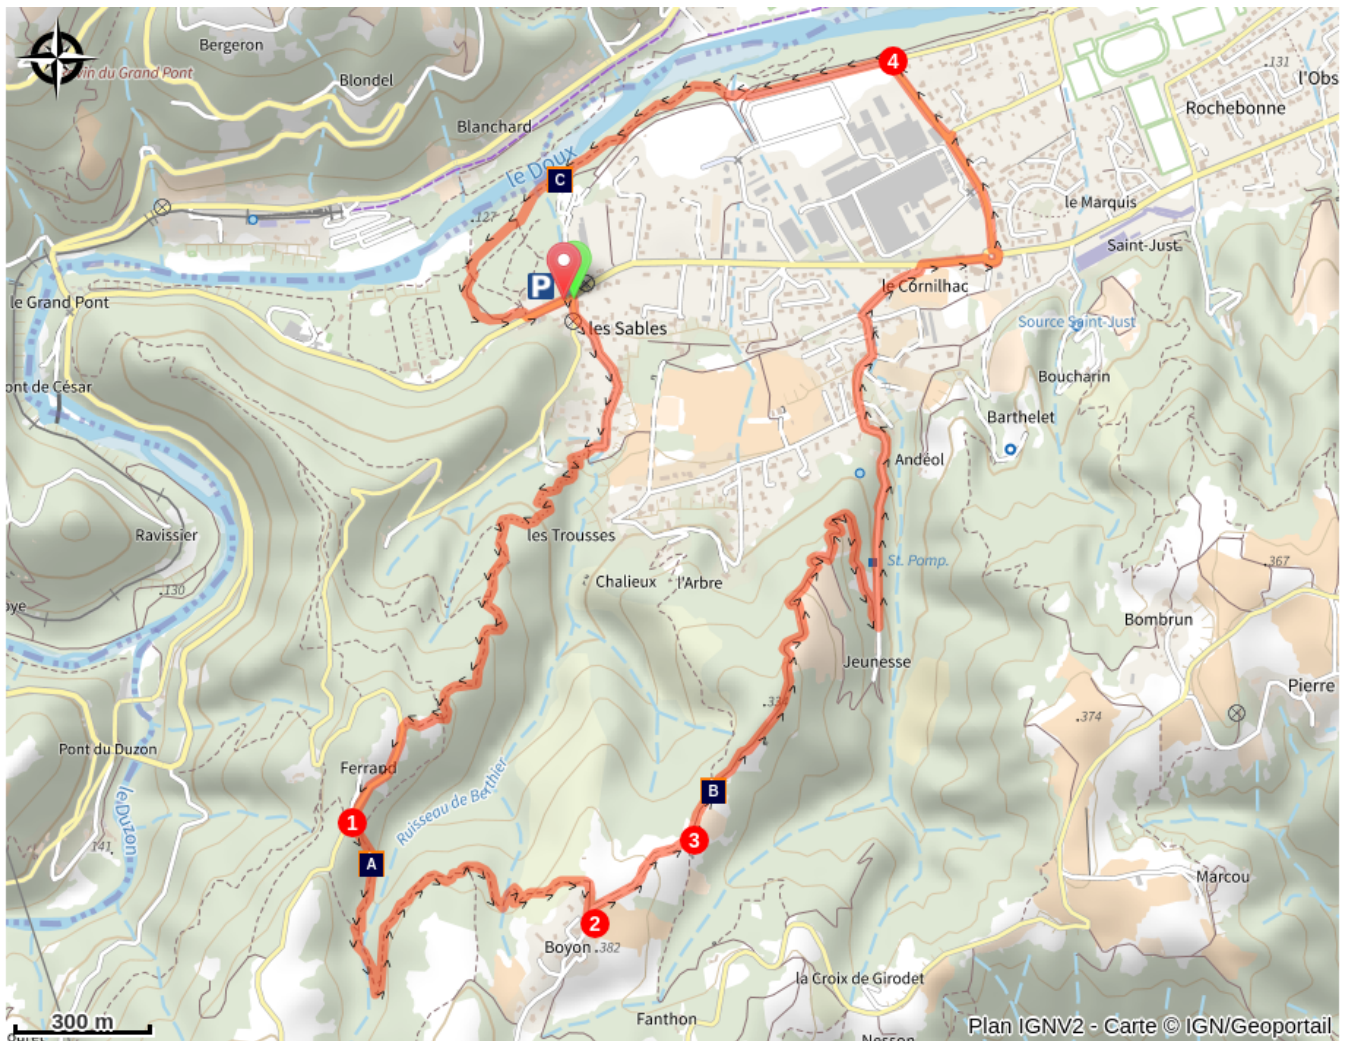 Bergeron
evin du Grand Pont
Blondel
4
.131
l'Obs
Rochebonne
Blanchard
le Doux
C
.127
le Marquis
Saint-Just
P
le Cornilhac
le Grand Pont
les Sables
Source Saint-Just
ont de César
Boucharin
Barthelet
Andéol
Ravissier
les Trousses
St. Pomp.
.367
Chalieux
l'Arbre
.130
oye
Bombrun
Jeunesse
Pierre
.374
Pont du Duzon
Ferrand
Ruisseau de Berthier
B
le Duzon
1
3
141.
A
Marcou
2
Boyon
.382
la Croix de Girodet
Fanthon
300 m
Plan IGNV2 - Carte © IGN/Geoportail